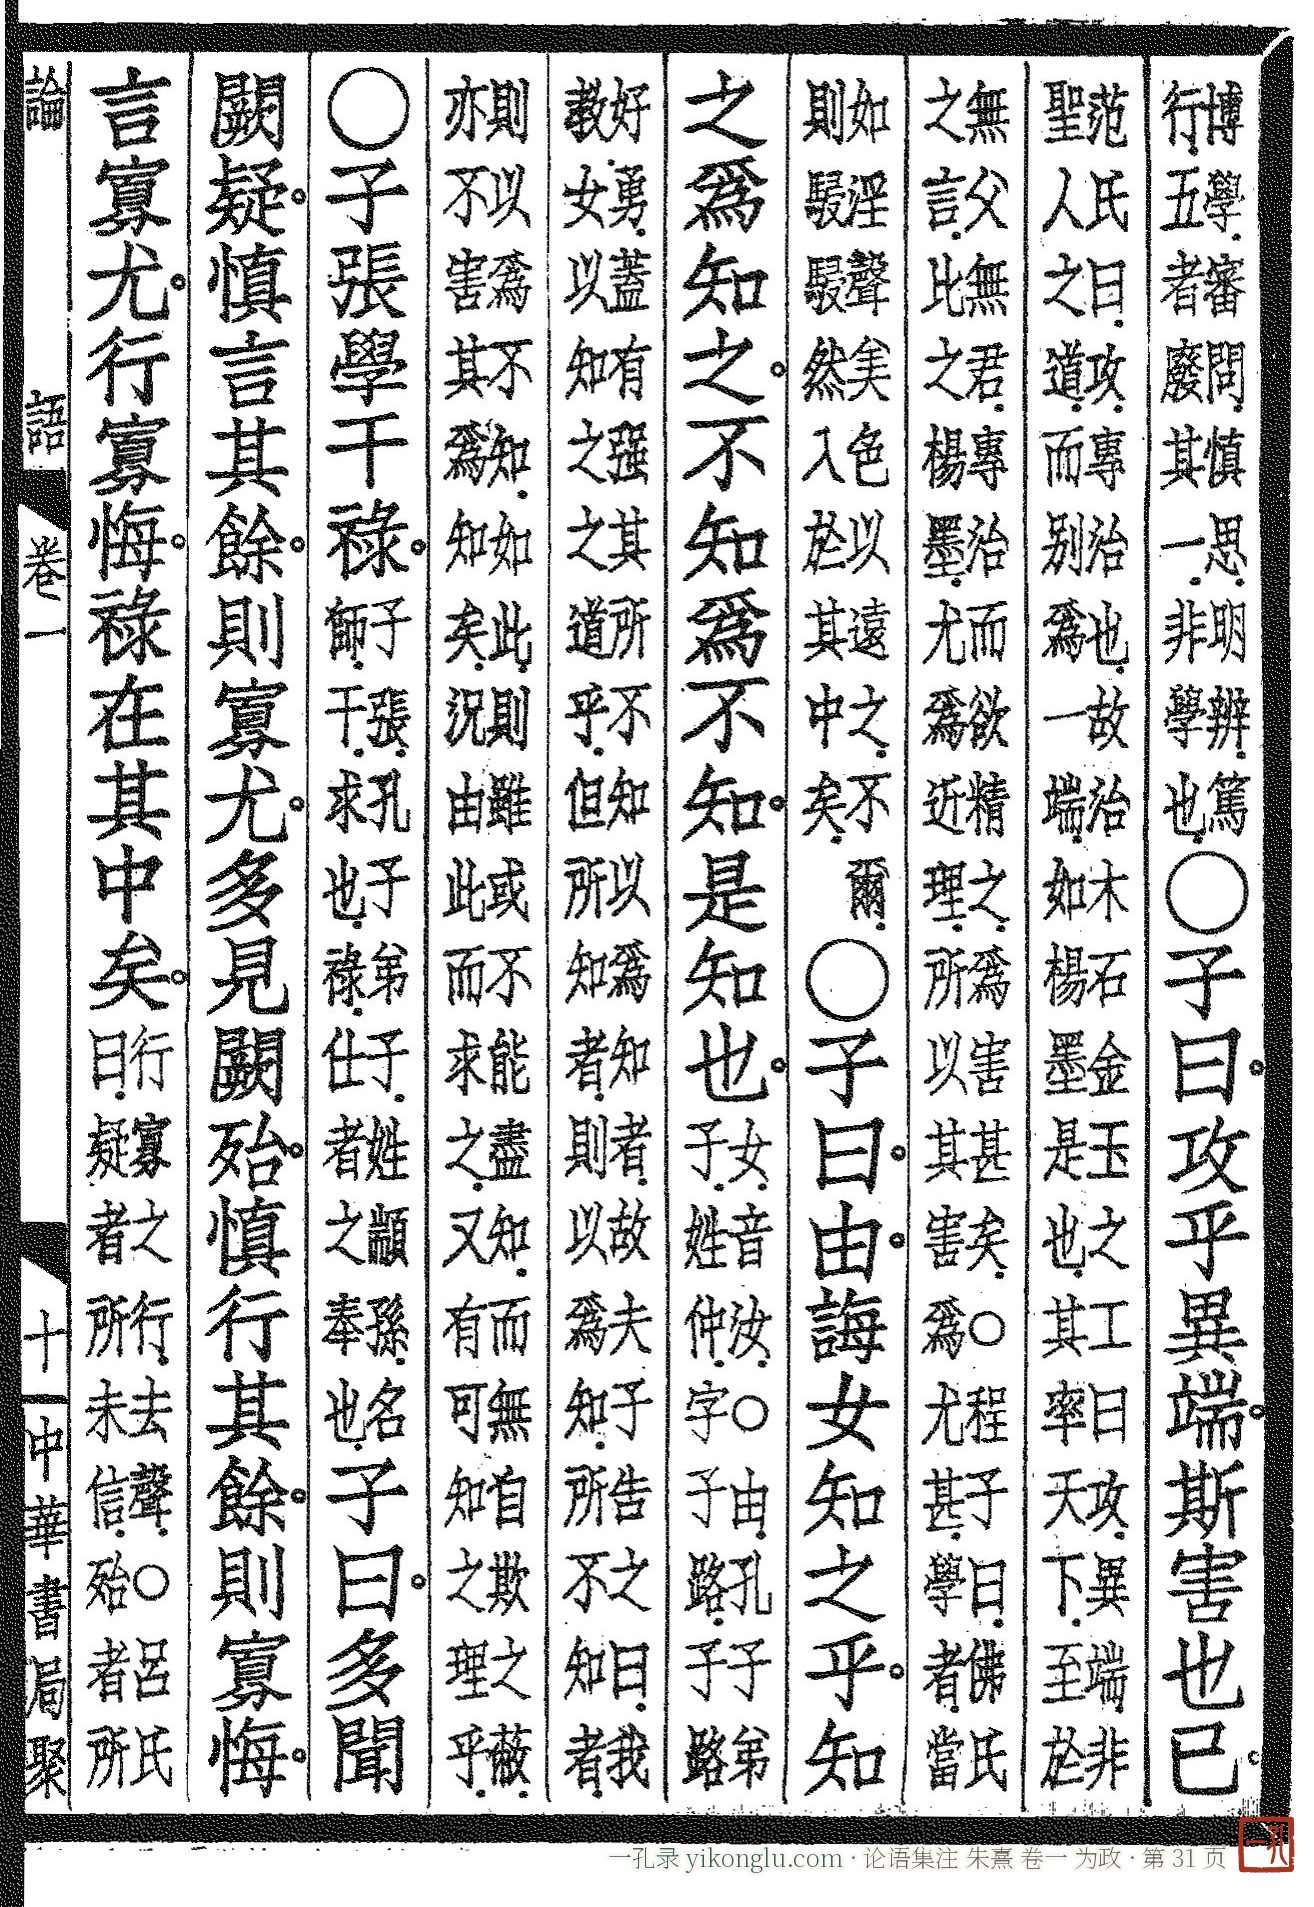 博學審問慎思明辨篤
行五者廢其一非學也
○子曰攻乎異端斯害也已
范氏曰攻專治也故治木石金玉之工曰攻異端非
聖人之道而别爲一端如楊墨是也其率天下至於
無父無君專治而欲精之爲害甚矣○程子曰佛氏
之言比之楊墨尤爲近理所以其害爲尤甚學者當
如淫聲美色以遠之不爾
則駸駸然入於其中矣
○子曰由誨女知之乎知
之爲知之不知爲不知是知也
女音汝○由孔子弟
子姓仲字子路子路
好勇蓋有强其所不知以爲知者故夫子告之曰我
教女以知之之道乎但所知者則以爲知所不知者
則以爲不知如此則雖或不能盡知而無自欺之蔽
亦不害其爲知矣況由此而求之又有可知之理乎
○子張學干祿
子張孔子弟子姓顓孫名
師干求也祿仕者之奉也
子曰多聞
闕疑慎言其餘則寡尤多見闕殆慎行其餘則寡悔
言寡尤行寡悔祿在其中矣
行寡之行去聲○呂氏
曰疑者所未信殆者所
論語 卷一 十一 中華書局聚
一孔录 yikonglu.com · 论语集注 朱熹 卷一 为政 · 第 31 页
一孔